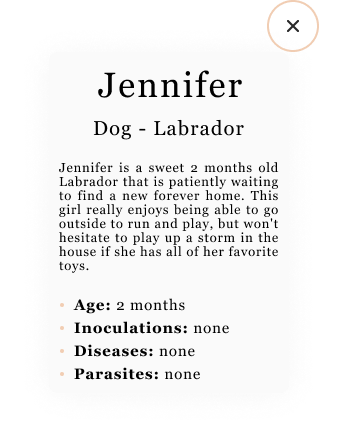 Jennifer
Dog - Labrador
Jennifer is a sweet 2 months old
Labrador that is patiently waiting
to find a new forever home. This
girl really enjoys being able to go
outside to run and play, but won't
hesitate to play up a storm in the
house if she has all of her favorite
toys.
• Age: 2 months
• Inoculations: none
• Diseases: none
• Parasites: none